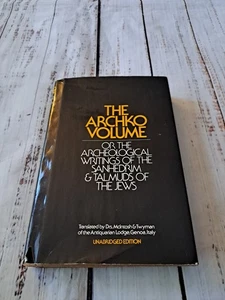 THE
ARCHKO
VOLUME
OR, THE
ARCHEOLOGICAL
WRITINGS OF THE
SANHEDRIM
& TALMUDS OF
THE JEWS
Translated by Drs. McIntosh & Twyman
of the Antiquarian Lodge, Genoa, Italy
UNABRIDGED EDITION